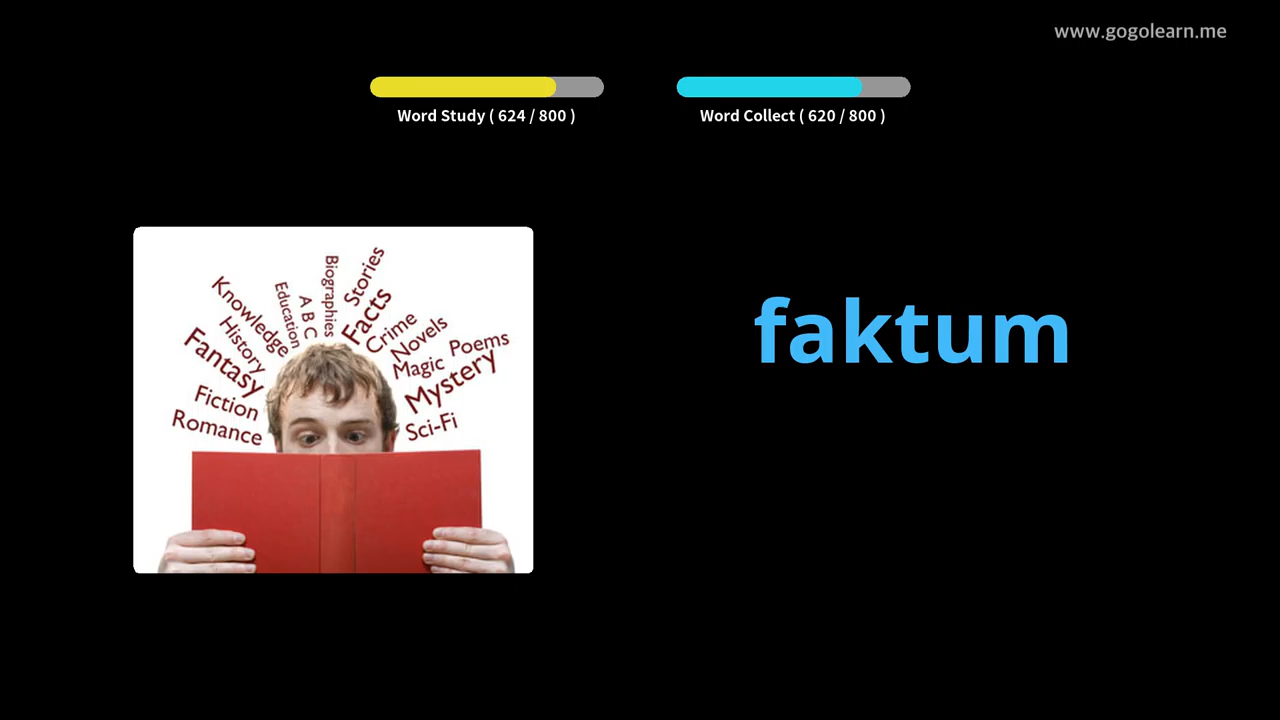 www.gogolearn.me
Word Study ( 624 / 800 )
Word Collect ( 620 / 800 )
Knowledge
History
Fantasy
Fiction
Romance
Education
A B C
Biographies
Stories
Facts
Crime
Novels
Magic
Poems
Mystery
Sci-Fi
faktum